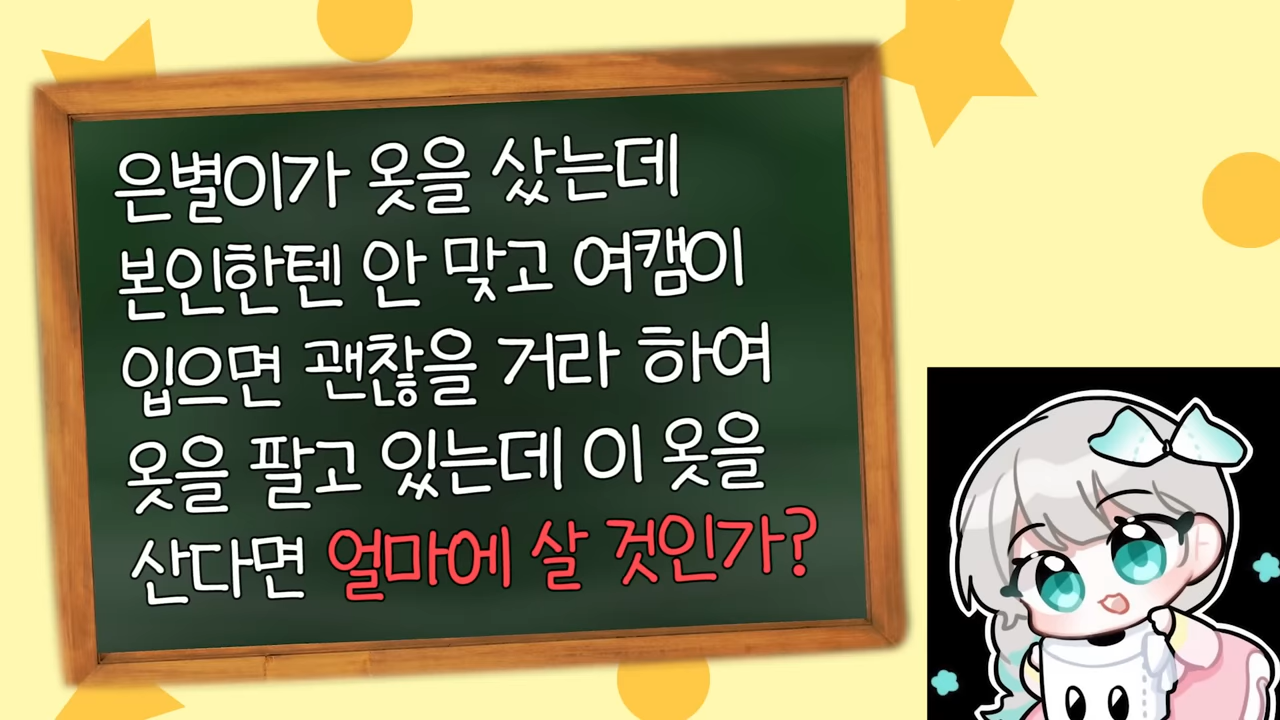 은별이가 옷을 샀는데
본인한텐 안 맞고 여캠이
입으면 괜찮을 거라 하여
옷을 팔고 있는데 이 옷을
산다면 얼마에 살 것인가?